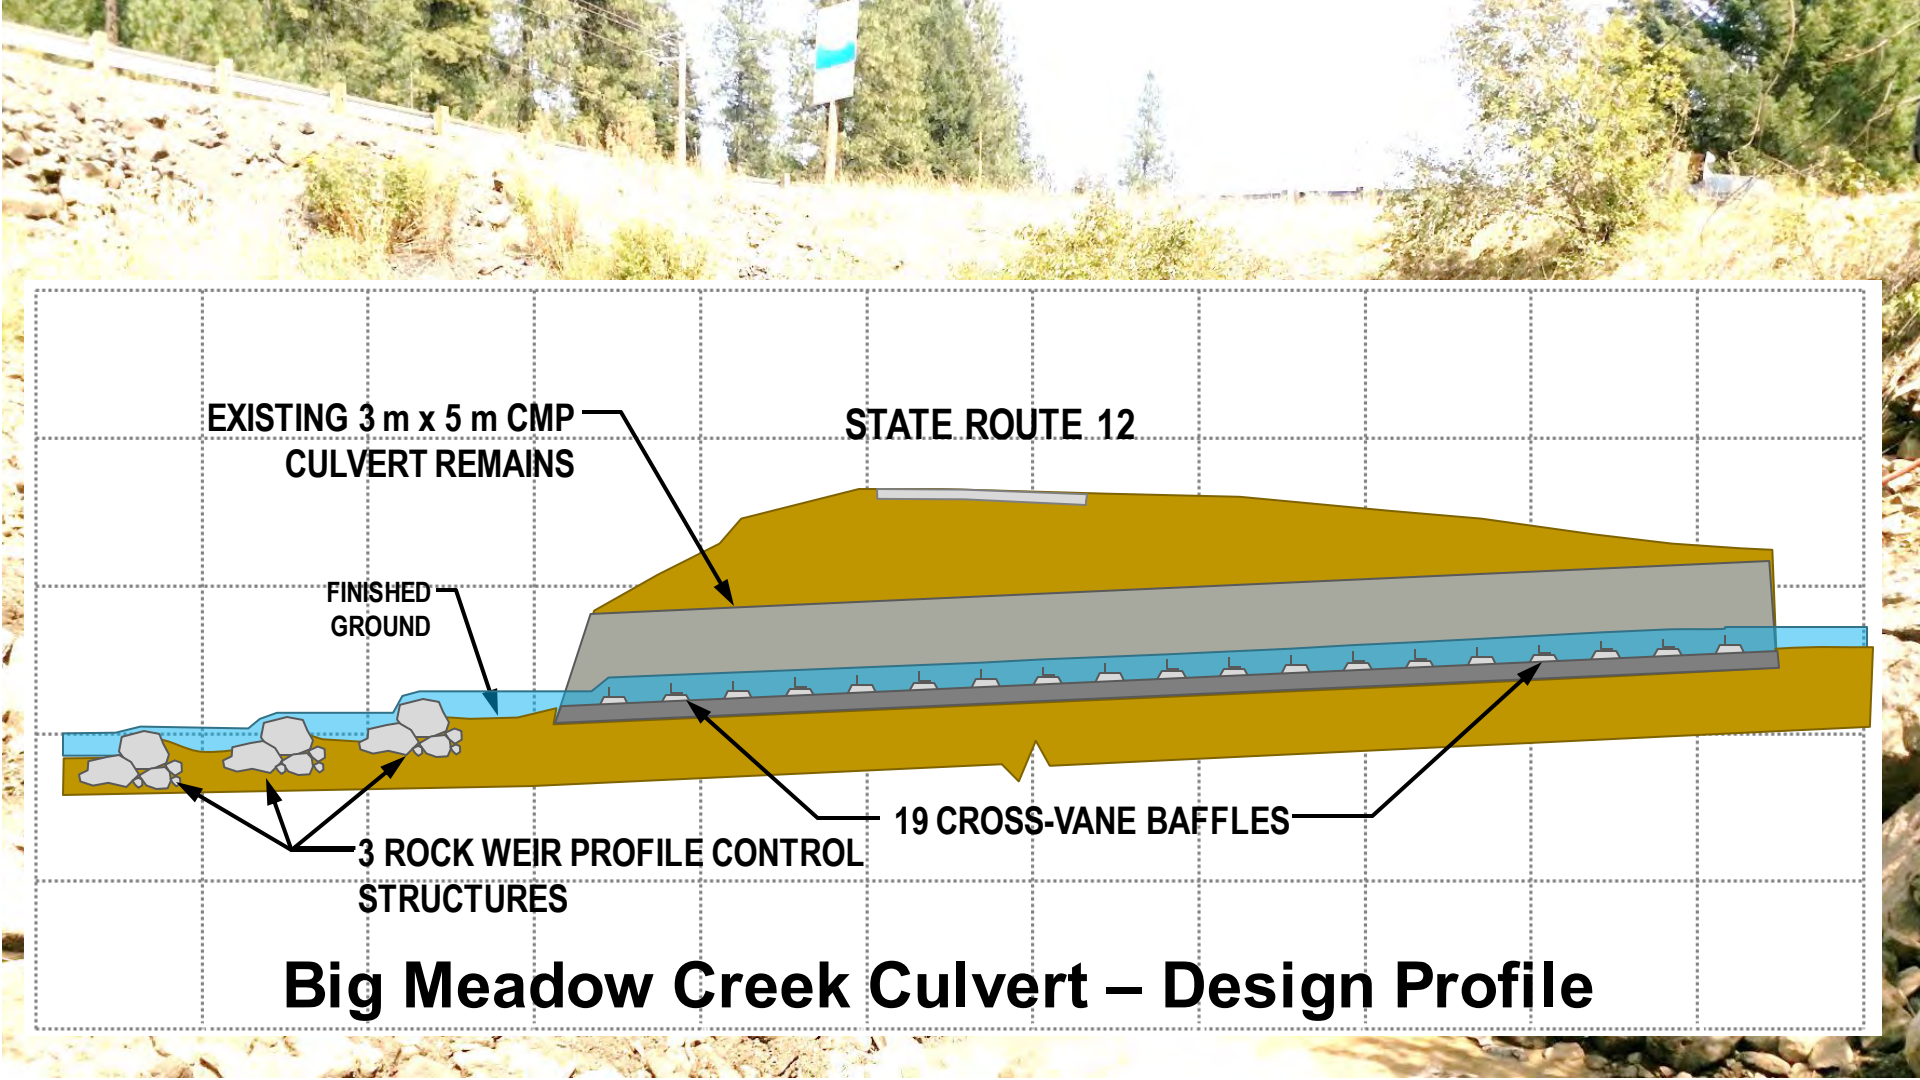 EXISTING 3 m x 5 m CMP
CULVERT REMAINS
STATE ROUTE 12
FINISHED
GROUND
19 CROSS-VANE BAFFLES
3 ROCK WEIR PROFILE CONTROL
STRUCTURES
Big Meadow Creek Culvert – Design Profile